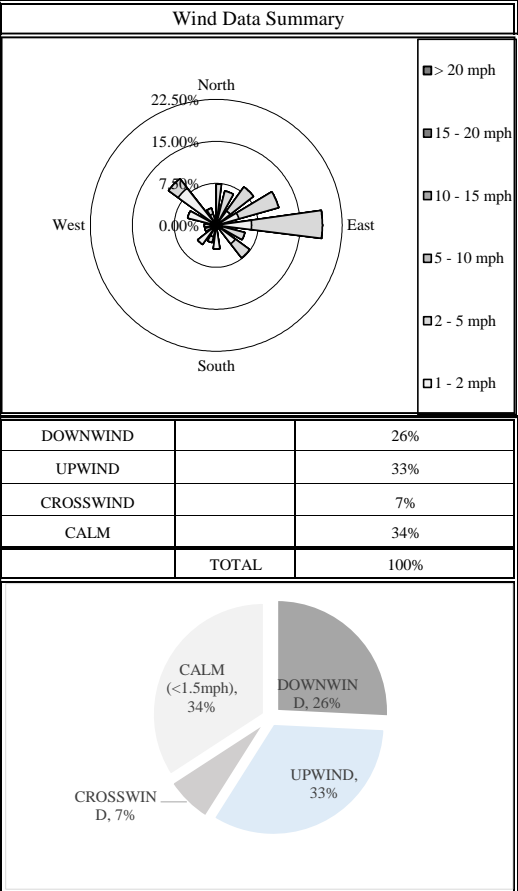 Wind Data Summary
North
22.50%
15.00%
7.50%
West
0.00%
East
South
> 20 mph
15 - 20 mph
10 - 15 mph
5 - 10 mph
2 - 5 mph
1 - 2 mph
DOWNWIND 26%
UPWIND 33%
CROSSWIND 7%
CALM 34%
TOTAL 100%
CALM
(<1.5mph),
34%
DOWNWIN
D, 26%
UPWIND,
33%
CROSSWIN
D, 7%